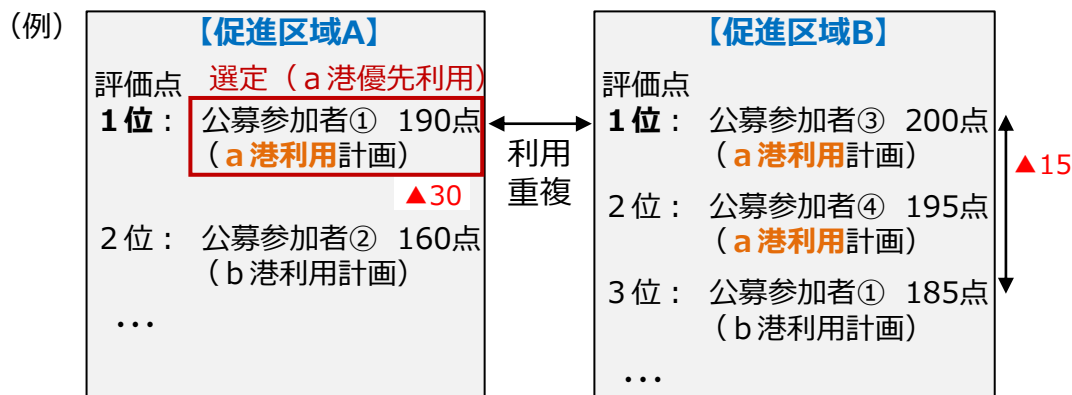 （例）
【促進区域A】
評価点
選定（a港優先利用）
1位： 公募参加者① 190点
（a港利用計画）
▲30
2位： 公募参加者② 160点
（b港利用計画）
…
利用
重複
【促進区域B】
評価点
1位： 公募参加者③ 200点
（a港利用計画）
2位： 公募参加者④ 195点
（a港利用計画）
3位： 公募参加者① 185点
（b港利用計画）
…
▲15